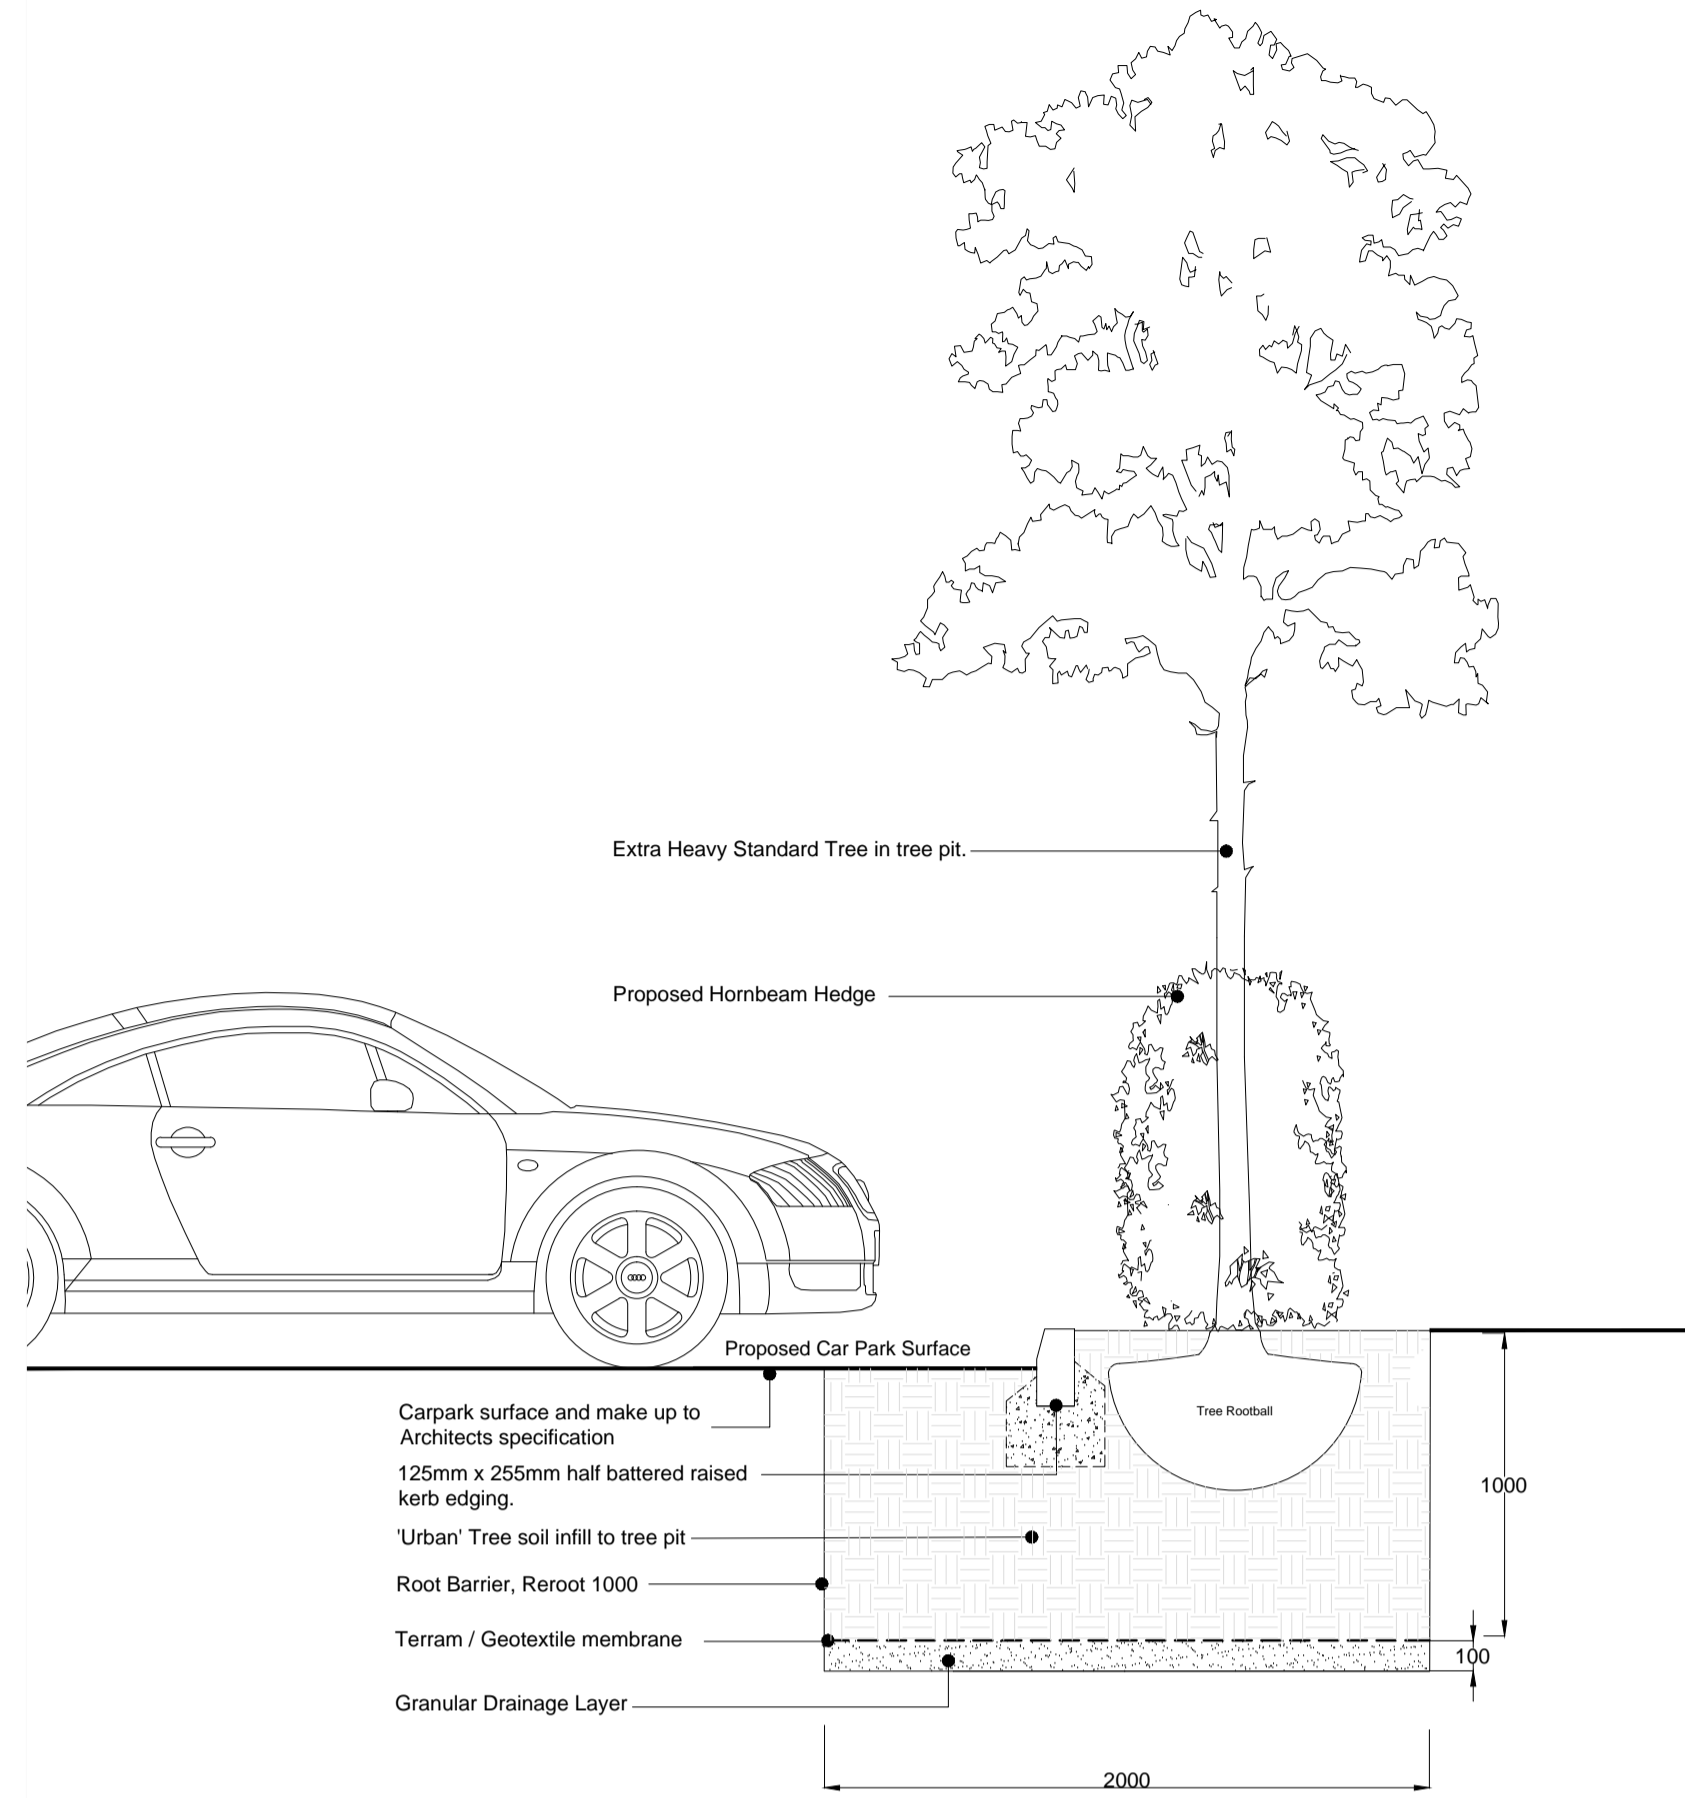 Extra Heavy Standard Tree in tree pit.
Proposed Hornbeam Hedge
Proposed Car Park Surface
Carpark surface and make up to
Architects specification
125mm x 255mm half battered raised
kerb edging.
'Urban' Tree soil infill to tree pit
Root Barrier, Reroot 1000
Terram / Geotextile membrane
Granular Drainage Layer
Tree Rootball
1000
100
2000